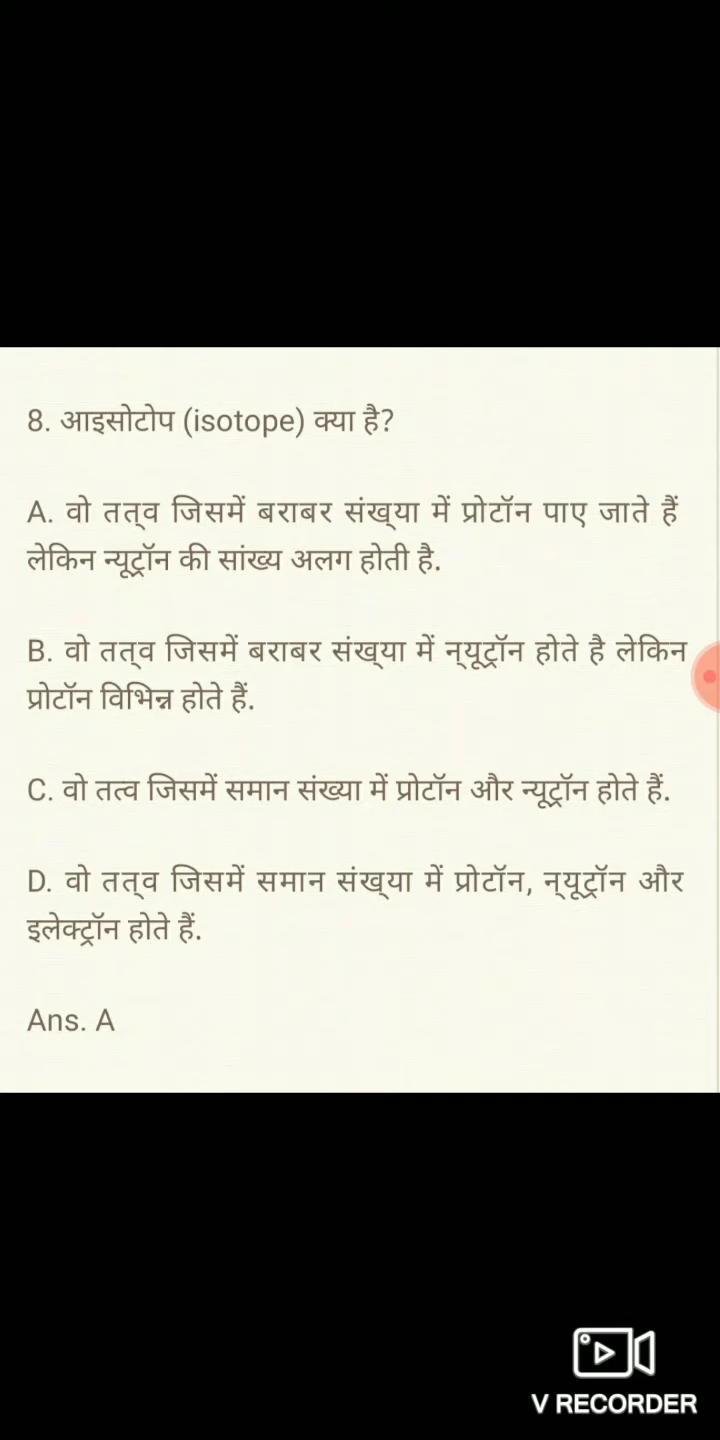 8. आइसोटोप (isotope) क्या है?
A. वो तत्‌व जिसमें बराबर संख्‌या में प्रोटॉन पाए जाते हैं
लेकिन न्यूट्रॉन की सांख्य अलग होती है.
B. वो तत्‌व जिसमें बराबर संख्‌या में न्‌यूट्रॉन होते है लेकिन
प्रोटॉन विभिन्न होते हैं.
C. वो तत्व जिसमें समान संख्या में प्रोटॉन और न्यूट्रॉन होते हैं.
D. वो तत्‌व जिसमें समान संख्‌या में प्रोटॉन, न्‌यूट्रॉन और
इलेक्ट्रॉन होते हैं.
Ans. A
V RECORDER